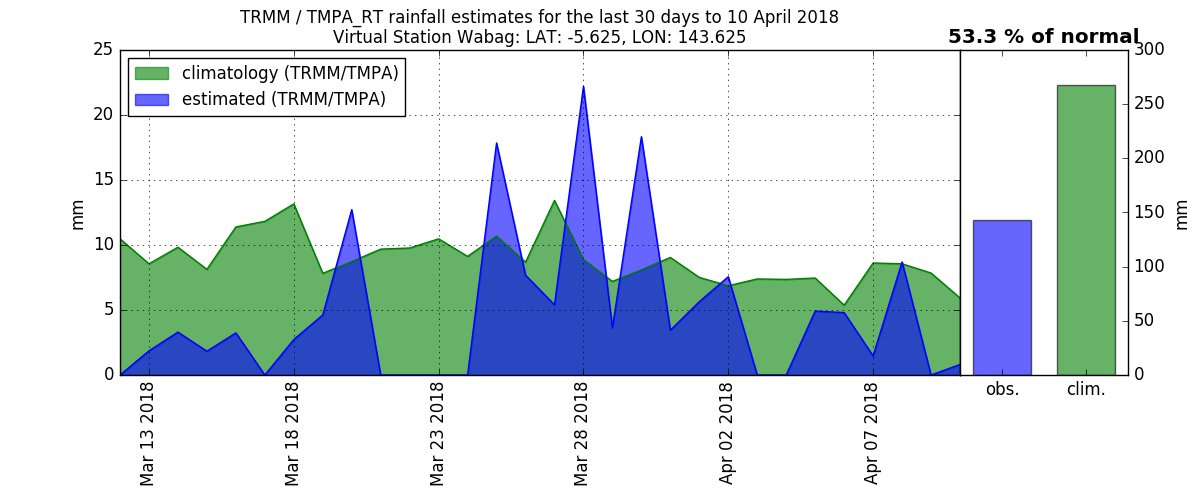 TRMM / TMPA_RT rainfall estimates for the last 30 days to 10 April 2018
Virtual Station Wabag: LAT: -5.625, LON: 143.625
53.3 % of normal
climatology (TRMM/TMPA)
estimated (TRMM/TMPA)
25
20
15
10
5
0
mm
Mar 13 2018
Mar 18 2018
Mar 23 2018
Mar 28 2018
Apr 02 2018
Apr 07 2018
300
250
200
150
100
50
0
mm
obs.
clim.